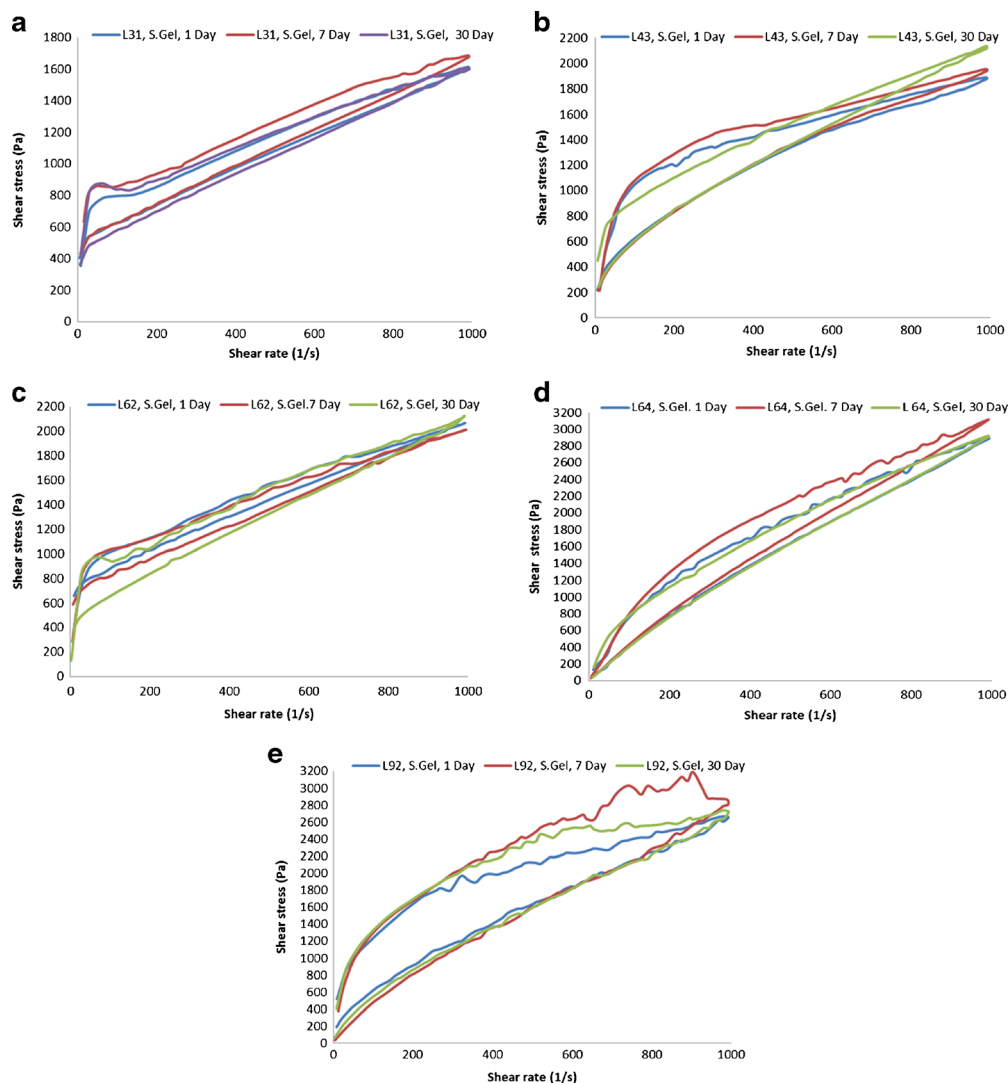 a
L31, S.Gel, 1 Day L31, S.Gel, 7 Day L31, S.Gel, 30 Day
Shear stress (Pa)
1800
1600
1400
1200
1000
800
600
400
200
0
0 200 400 600 800 1000
Shear rate (1/s)
b
L43, S.Gel, 1 Day L43, S.Gel, 7 Day L43, S.Gel, 30 Day
Shear stress (Pa)
2200
2000
1800
1600
1400
1200
1000
800
600
400
200
0
0 200 400 600 800 1000
Shear rate (1/s)
c
L62, S.Gel, 1 Day L62, S.Gel.7 Day L62, S.Gel, 30 Day
Shear stress (Pa)
2200
2000
1800
1600
1400
1200
1000
800
600
400
200
0
0 200 400 600 800 1000
Shear rate (1/s)
d
L64, S.Gel. 1 Day L64, S.Gel. 7 Day L 64, S.Gel, 30 Day
Shear stress (Pa)
3200
3000
2800
2600
2400
2200
2000
1800
1600
1400
1200
1000
800
600
400
200
0
0 200 400 600 800 1000
Shear rate (1/s)
e
L92, S.Gel, 1 Day L92, S.Gel, 7 Day L92, S.Gel, 30 Day
Shear stress (Pa)
3200
3000
2800
2600
2400
2200
2000
1800
1600
1400
1200
1000
800
600
400
200
0
0 200 400 600 800 1000
Shear rate (1/s)